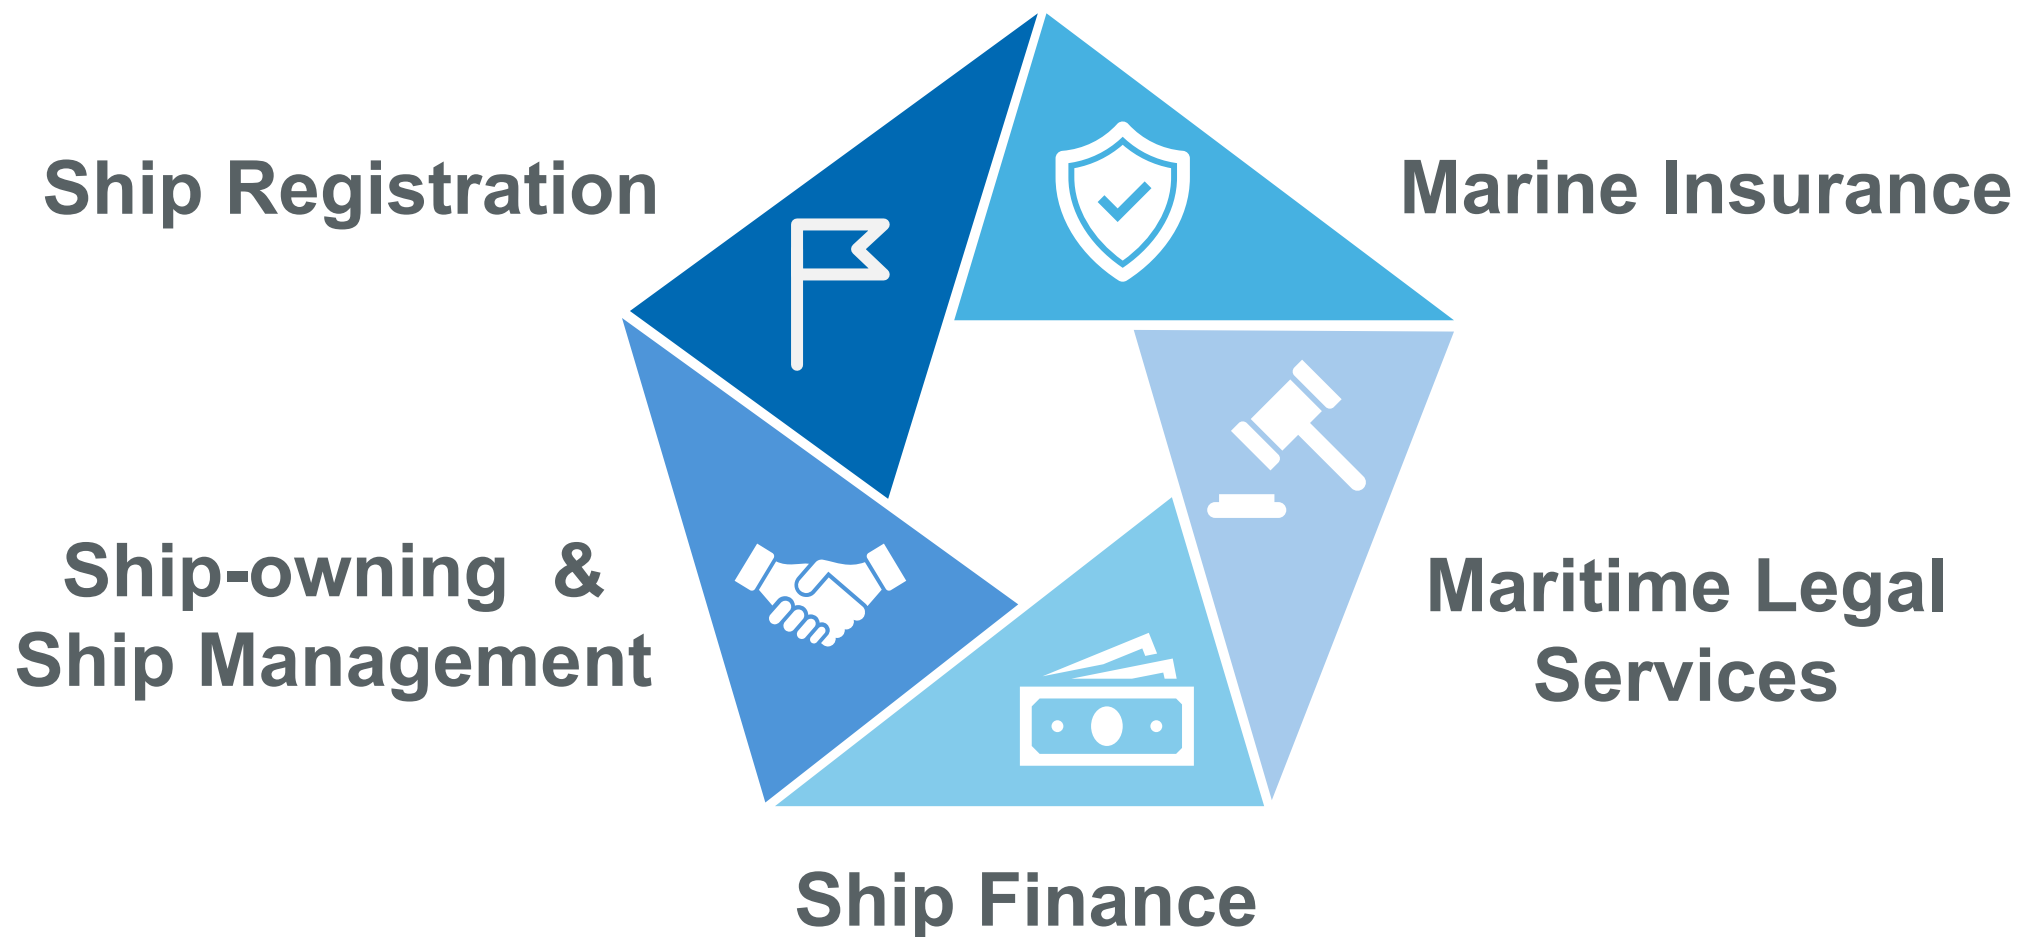 Ship Registration
Marine Insurance
Ship-owning & 
Ship Management
Maritime Legal
Services
Ship Finance